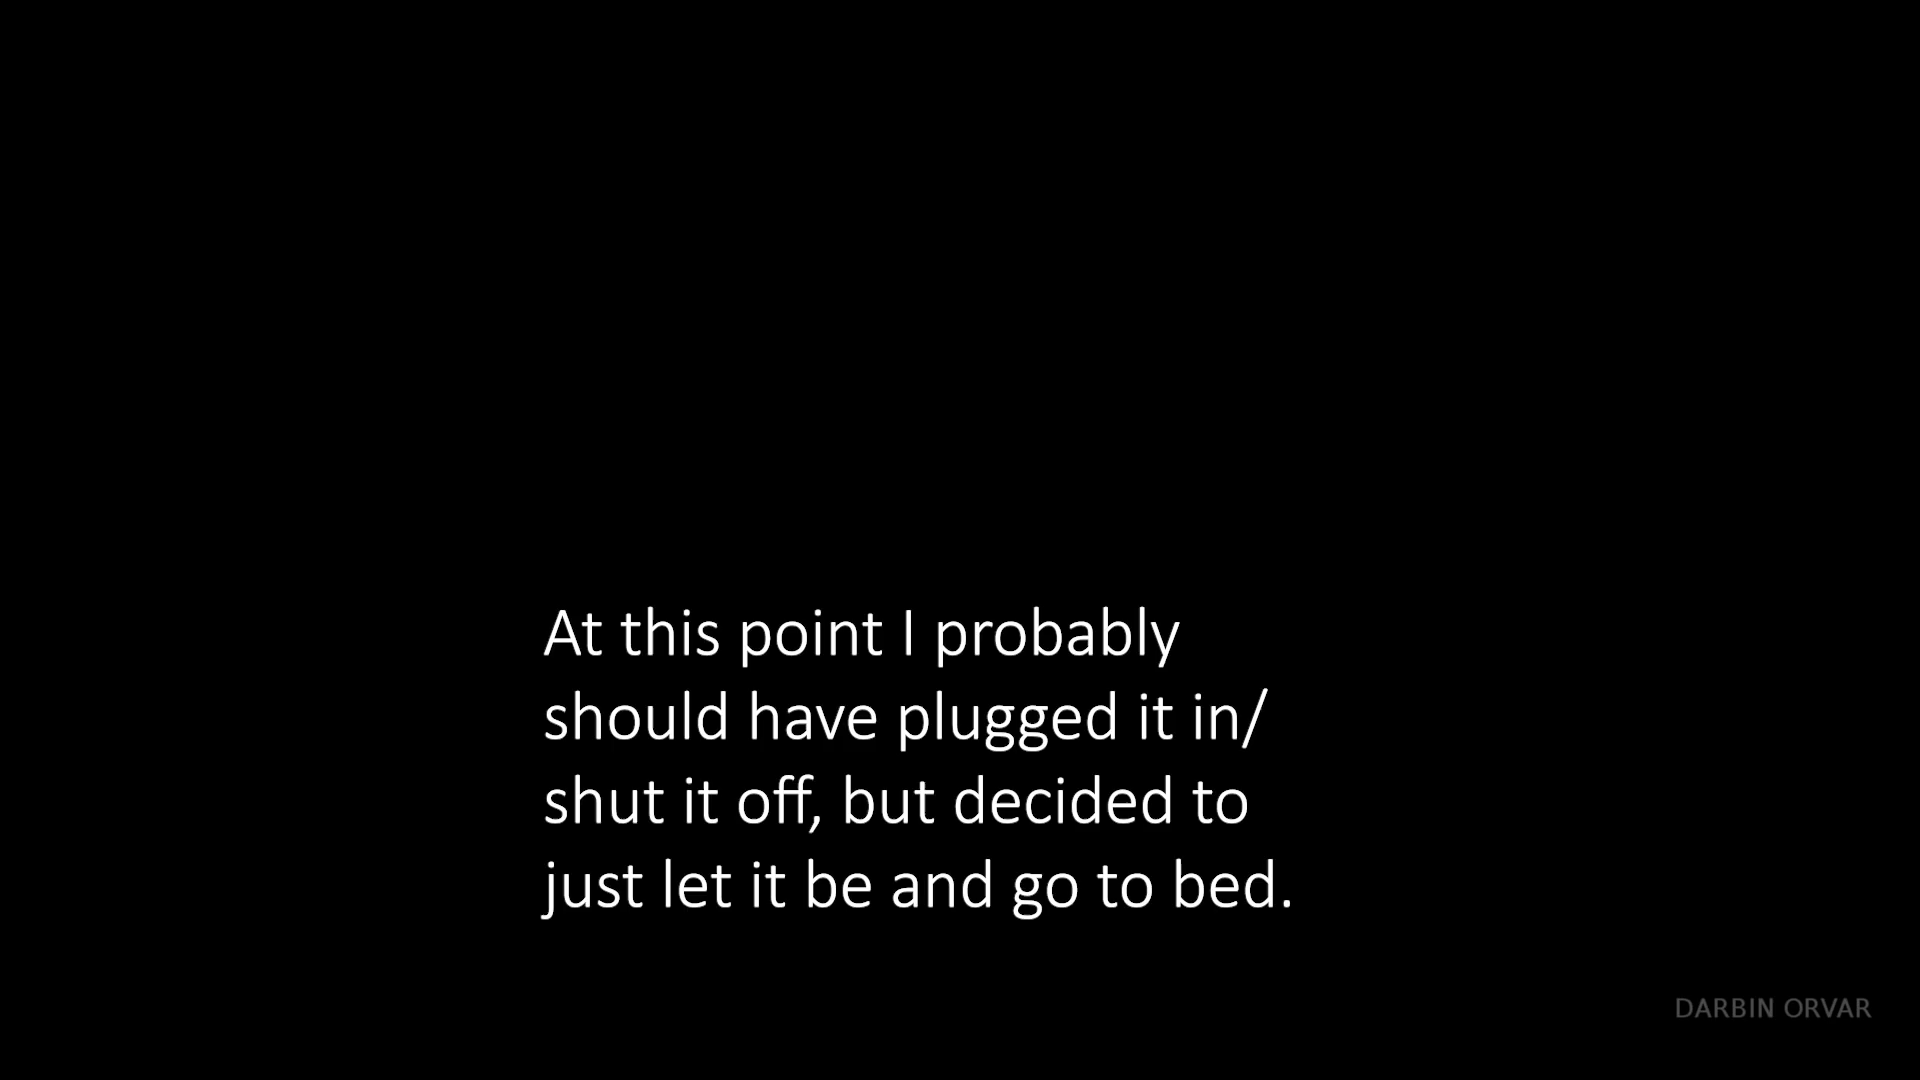 At this point I probably
should have plugged it in/
shut it off, but decided to
just let it be and go to bed.
DARBIN ORVAR